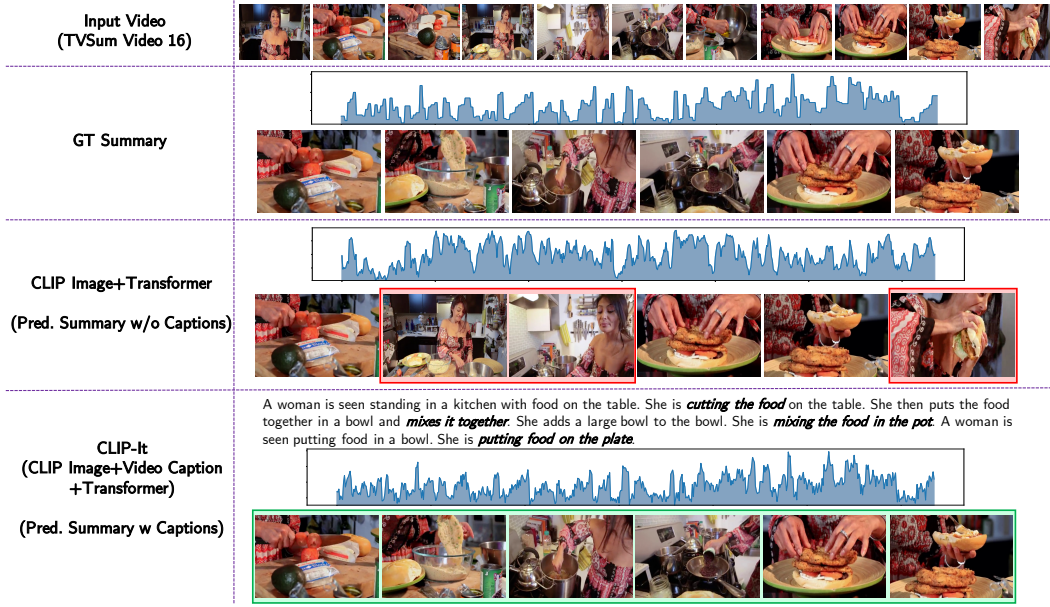 Input Video
(TVSum Video 16)
GT Summary
CLIP Image+Transformer
(Pred. Summary w/o Captions)
A woman is seen standing in a kitchen with food on the table. She is cutting the food on the table. She then puts the food
together in a bowl and mixes it together. She adds a large bowl to the bowl. She is mixing the food in the pot. A woman is
seen putting food in a bowl. She is putting food on the plate.
CLIP-It
(CLIP Image+Video Caption
+Transformer)
(Pred. Summary w Captions)